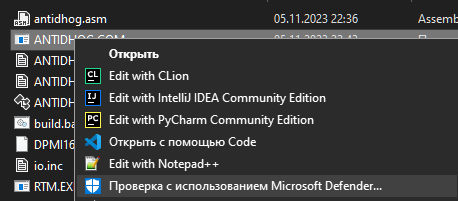 antidhog.asm 05.11.2023 22:36 Assemb
ANTIDHOG.COM 05.11.2023 22:43
Открыть
ANTIDH
Edit with CLion
ANTIDH
Edit with IntelliJ IDEA Community Edition
ANTIDH
Edit with PyCharm Community Edition
build.ba
Открыть с помощью Code
DPMI16
io.inc
Edit with Notepad++
RTM.EX
Проверка с использованием Microsoft Defender...